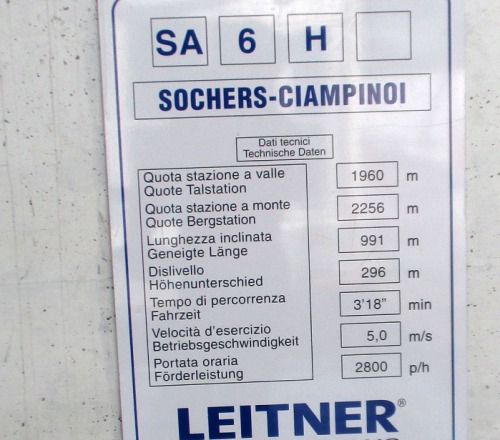 SA 6 H
SOCHERS-CIAMPINOI
Dati tecnici
Technische Daten
Quota stazione a valle
Quote Talstation
1960 m
Quota stazione a monte
Quote Bergstation
2256 m
Lunghezza inclinata
Geneigte Länge
991 m
Dislivello
Höhenunterschied
296 m
Tempo di percorrenza
Fahrzeit
3'18" min
Velocità d'esercizio
Betriebsgeschwindigkeit
5,0 m/s
Portata oraria
Förderleistung
2800 p/h
LEITNER®